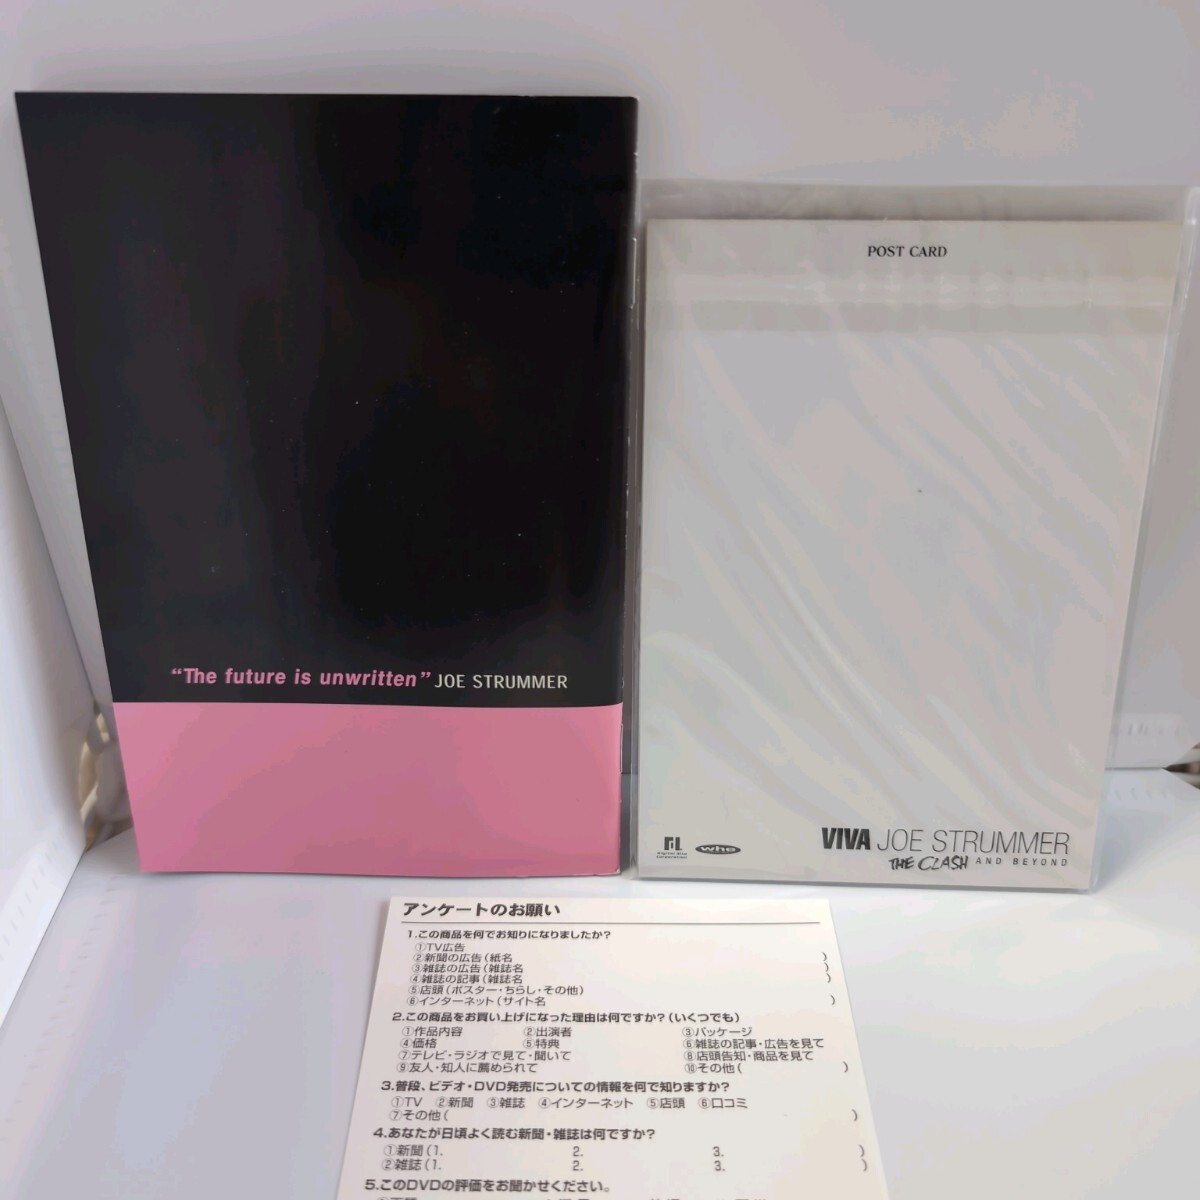 “The future is unwritten” JOE STRUMMER
POST CARD
digital disc
corporation
whe
VIVA JOE STRUMMER
THE CLASH AND BEYOND
アンケートのお願い
1.この商品を何でお知りになりましたか?
①TV広告
②新聞の広告(紙名 )
③雑誌の広告(雑誌名 )
④雑誌の記事(雑誌名 )
⑤店頭(ポスター・ちらし・その他)
⑥インターネット(サイト名 )
2.この商品をお買い上げになった理由は何ですか?(いくつでも)
①作品内容 ②出演者 ③パッケージ
④価格 ⑤特典 ⑥雑誌の記事・広告を見て
⑦テレビ・ラジオで見て・聞いて ⑧店頭告知・商品を見て
⑨友人・知人に薦められて ⑩その他( )
3.普段、ビデオ・DVD発売についての情報を何で知りますか?
①TV ②新聞 ③雑誌 ④インターネット ⑤店頭 ⑥口コミ
⑦その他( )
4.あなたが日頃よく読む新聞・雑誌は何ですか?
①新聞(1. 2. 3. )
②雑誌(1. 2. 3. )
5.このDVDの評価をお聞かせください。